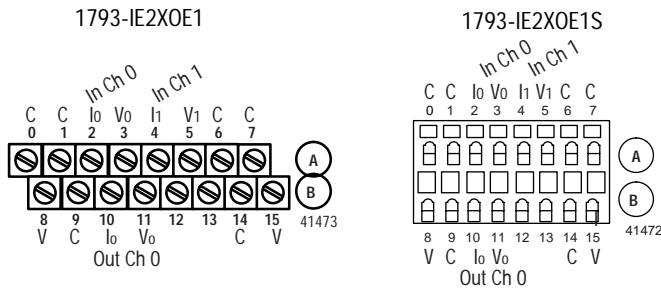 1793-IE2XOE1
In Ch 0
In Ch 1
C C I0 V0 I1 V1 C C
0 1 2 3 4 5 6 7
A
B
8 9 10 11 12 13 14 15
41473
V C I0 V0 C V
Out Ch 0
1793-IE2XOE1S
In Ch 0
In Ch 1
C C I0 V0 I1 V1 C C
0 1 2 3 4 5 6 7
A
B
41472
8 9 10 11 12 13 14 15
V C I0 V0 C V
Out Ch 0